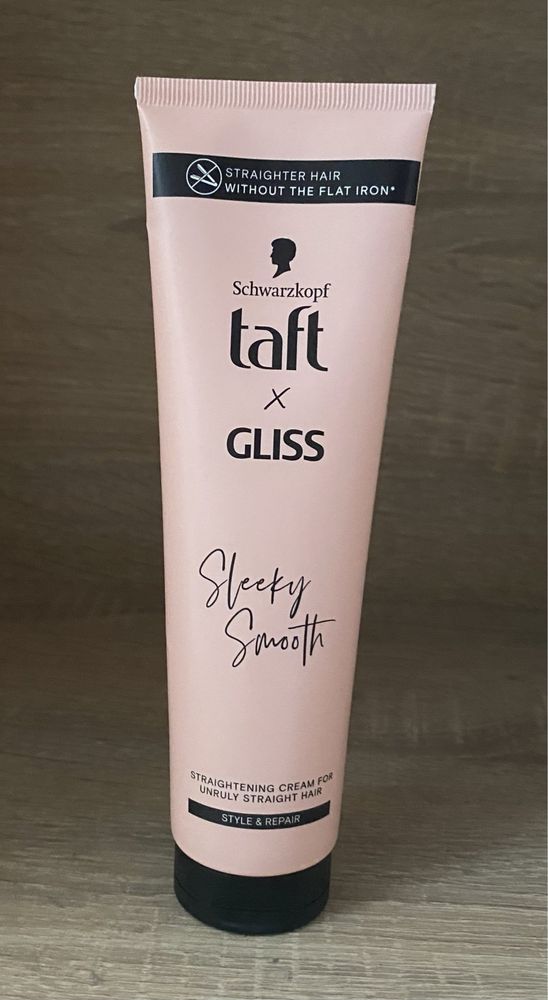 STRAIGHTER HAIR
WITHOUT THE FLAT IRON*
Schwarzkopf
taft
X
GLISS
Sleeky
Smooth
STRAIGHTENING CREAM FOR
UNRULY STRAIGHT HAIR
STYLE & REPAIR